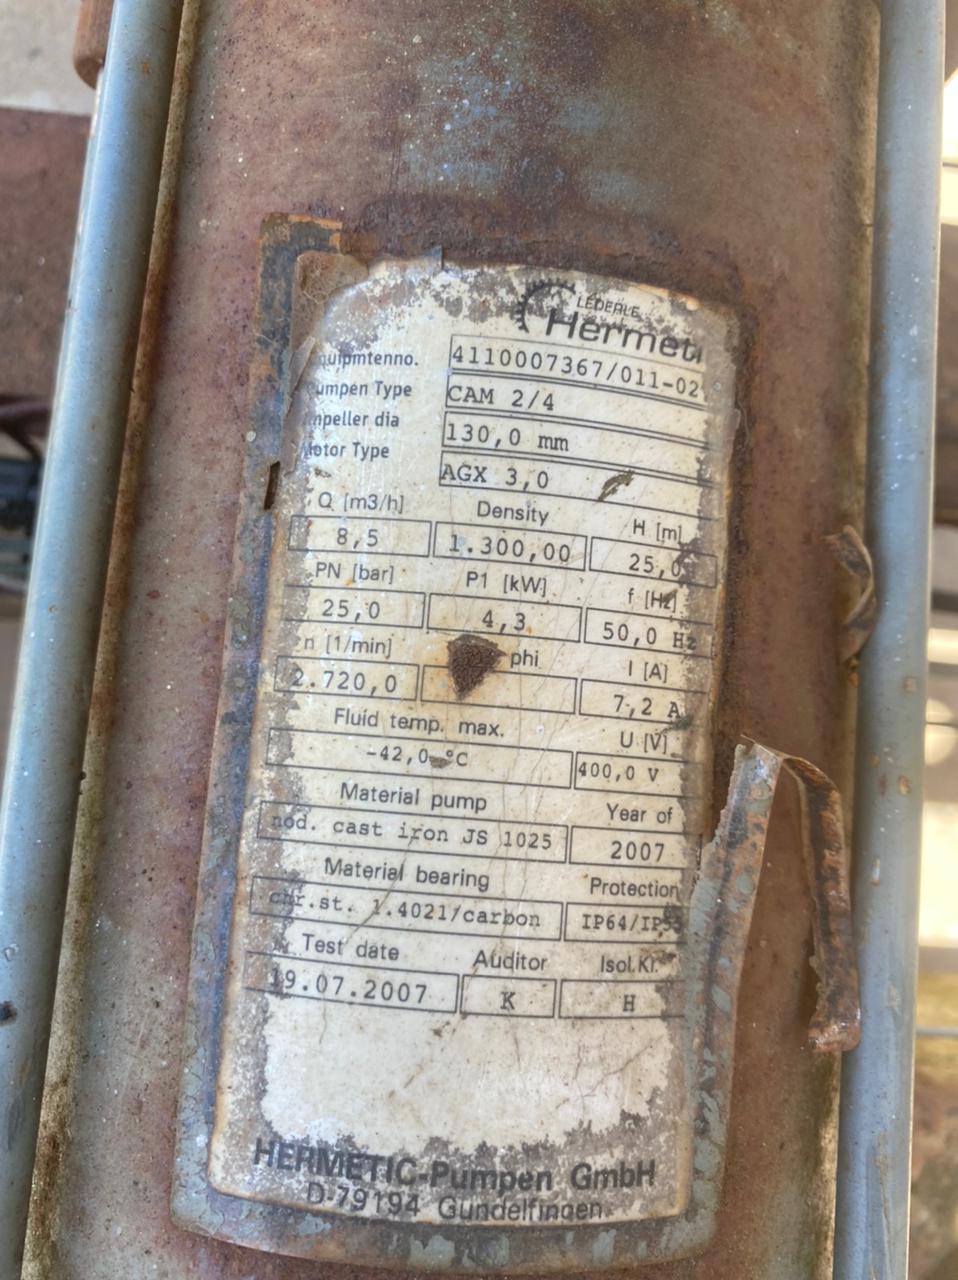 LEDERLE
Hermeti
quipmtenno. 4110007367/011-02
umpen Type CAM 2/4
mpeller dia 130,0 mm
otor Type AGX 3,0
Q [m3/h] Density H [m]
8,5 1.300,00 25,0
PN [bar] P1 [kW] f [Hz]
25,0 4,3 50,0 Hz
n [1/min] phi I [A]
2.720,0 7,2 A
Fluid temp. max. U [V]
-42,0 °C 400,0 V
Material pump Year of
nod. cast iron JS 1025 2007
Material bearing Protection
chr.st. 1.4021/carbon IP64/IP55
Test date Auditor Isol.Kl.
19.07.2007 K H
HERMETIC-Pumpen GmbH
D-79194 Gundelfingen